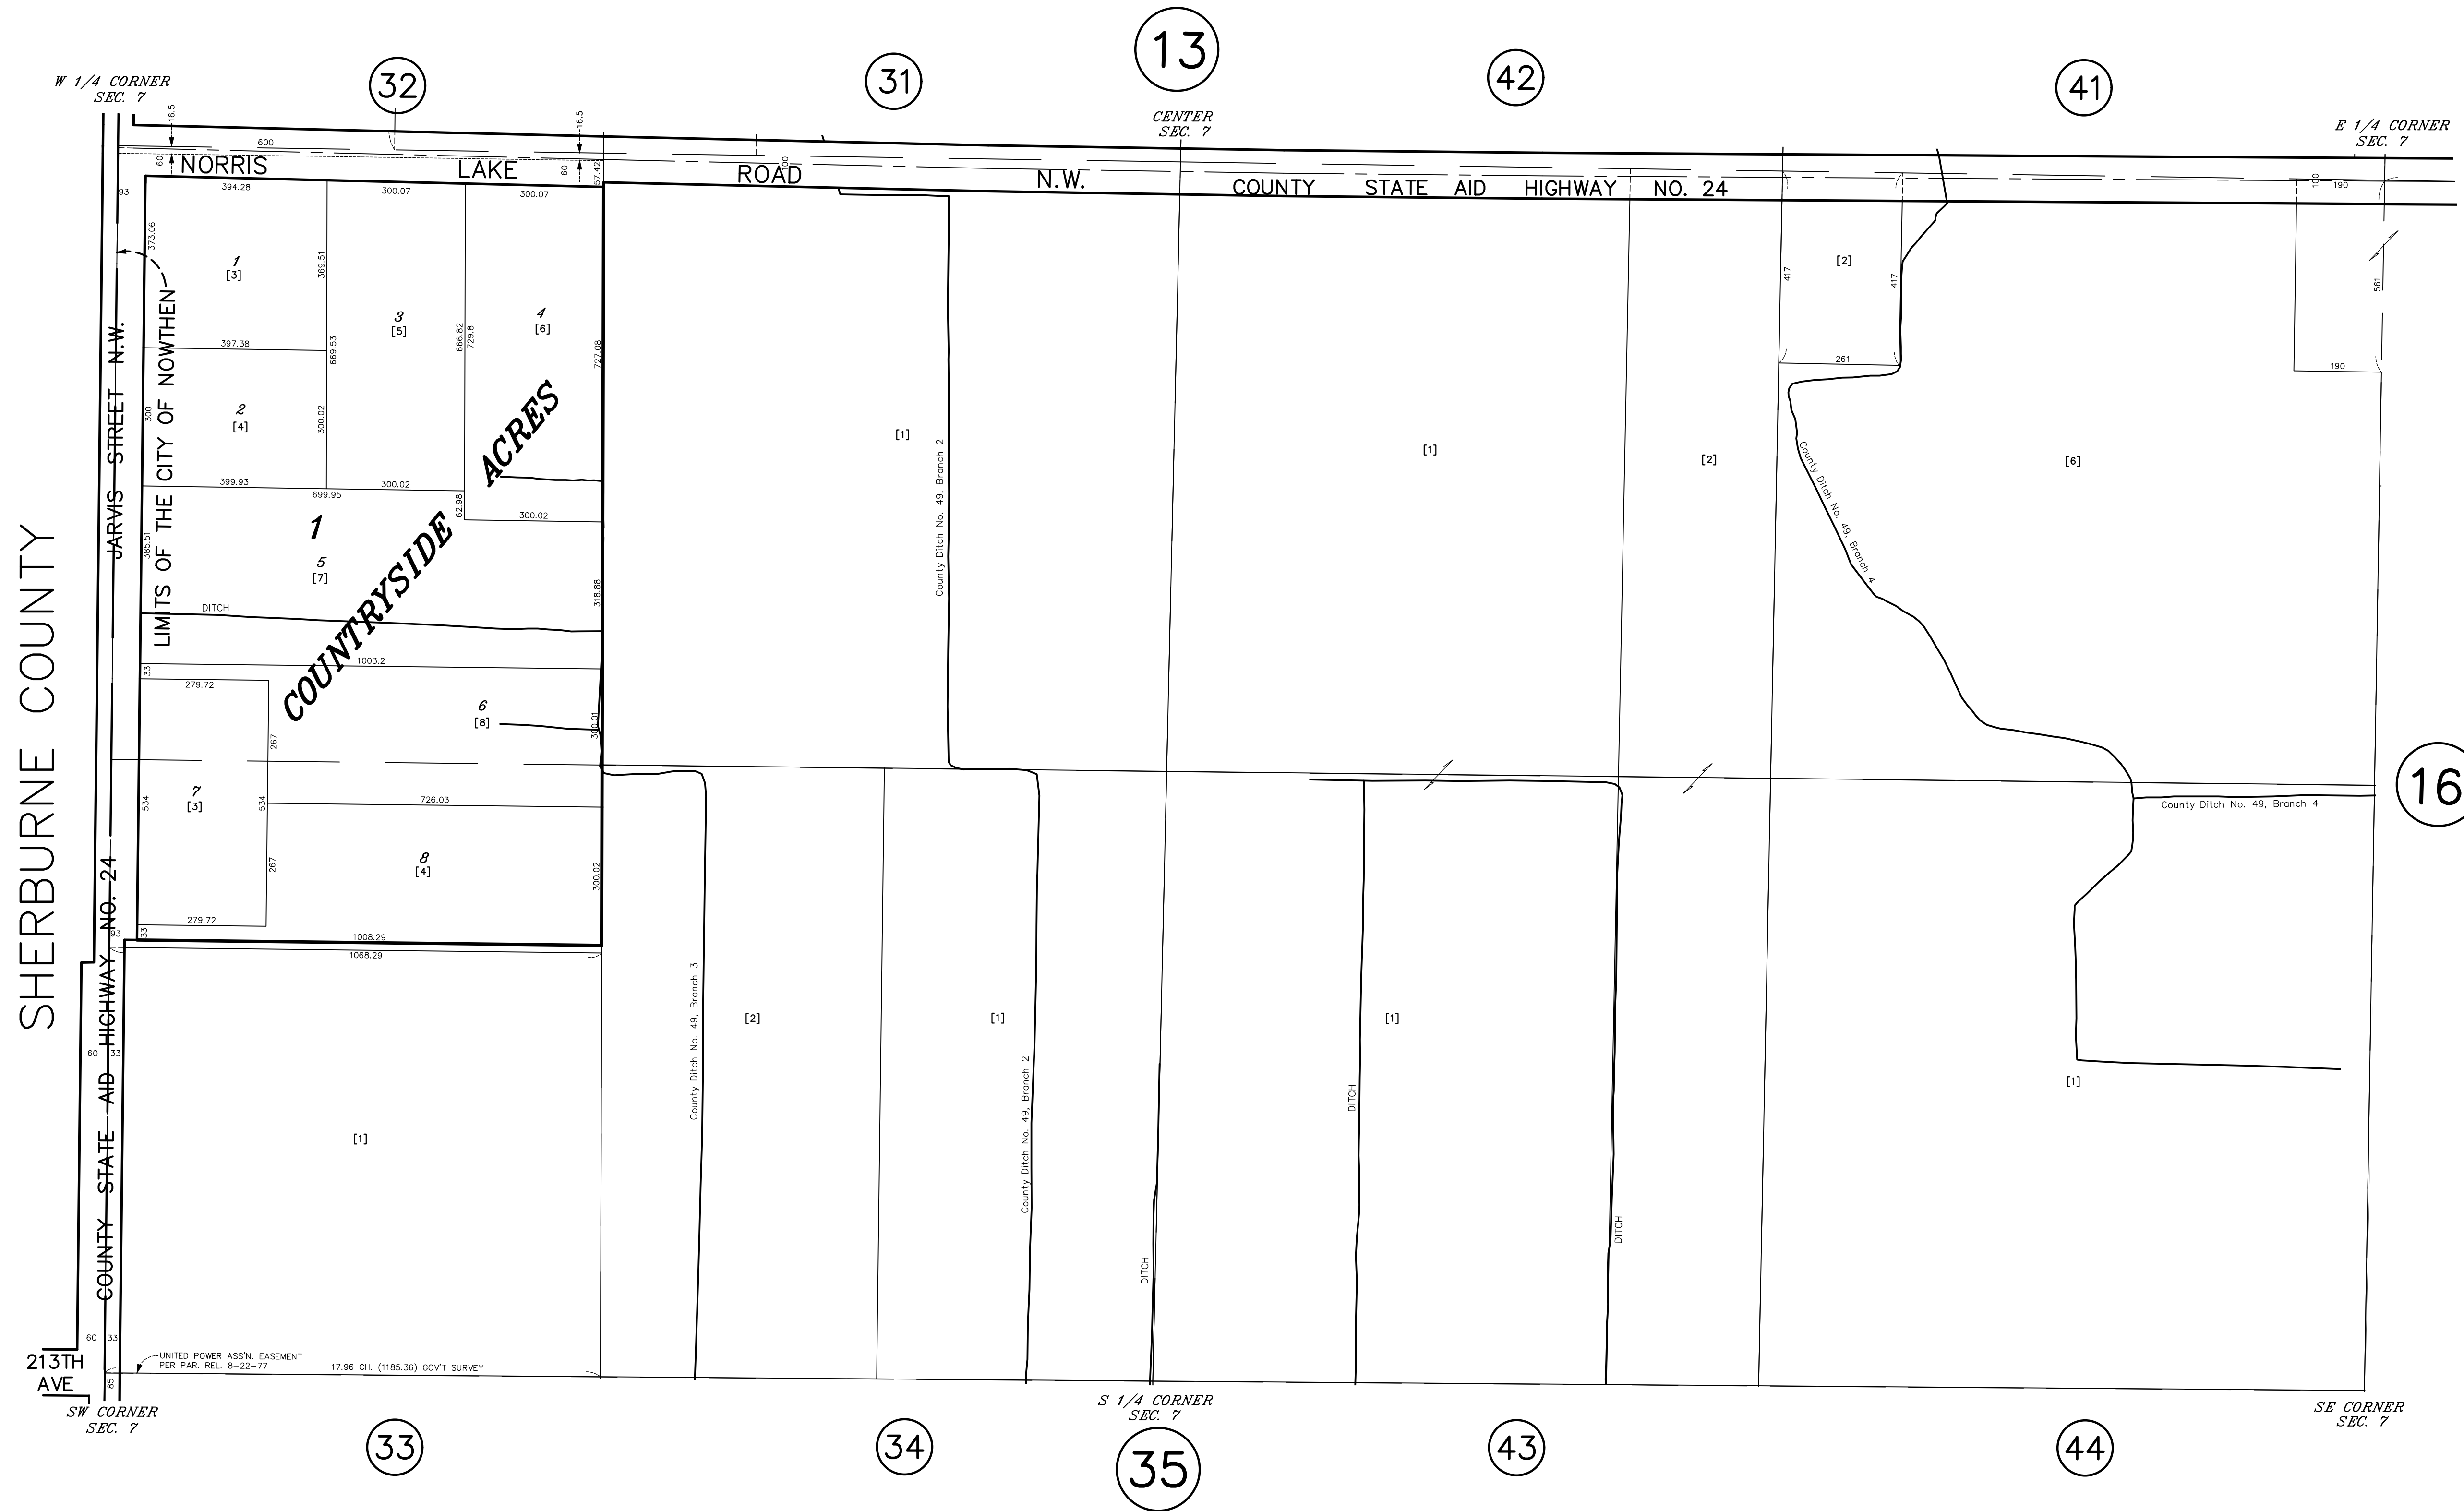 13
32
31
42
41
W 1/4 CORNER
SEC. 7
CENTER
SEC. 7
E 1/4 CORNER
SEC. 7
16.5
60
600
16.5
60
57.42
100
100
190
NORRIS LAKE ROAD N.W.
COUNTY STATE AID HIGHWAY NO. 24
93
394.28
300.07
300.07
373.06
1
[3]
369.51
3
[5]
4
[6]
666.82
729.8
727.08
397.38
669.53
300
2
[4]
300.02
399.93
300.02
699.95
62.98
300.02
385.51
1
5
[7]
318.88
DITCH
1003.2
33
279.72
6
[8]
300.01
267
534
7
[3]
534
726.03
267
8
[4]
300.02
279.72
93
33
1008.29
1068.29
COUNTRYSIDE ACRES
LIMITS OF THE CITY OF NOWTHEN
JARVIS STREET N.W.
COUNTY STATE AID HIGHWAY NO. 24
SHERBURNE COUNTY
[1]
County Ditch No. 49, Branch 2
[1]
[2]
417
[2]
417
261
561
190
[6]
County Ditch No. 49, Branch 4
County Ditch No. 49, Branch 4
16
60
33
[1]
County Ditch No. 49, Branch 3
[2]
[1]
County Ditch No. 49, Branch 2
DITCH
[1]
DITCH
DITCH
[1]
60
33
213TH
AVE
UNITED POWER ASS'N. EASEMENT
PER PAR. REL. 8-22-77
17.96 CH. (1185.36) GOV'T SURVEY
85
SW CORNER
SEC. 7
S 1/4 CORNER
SEC. 7
SE CORNER
SEC. 7
33
34
35
43
44